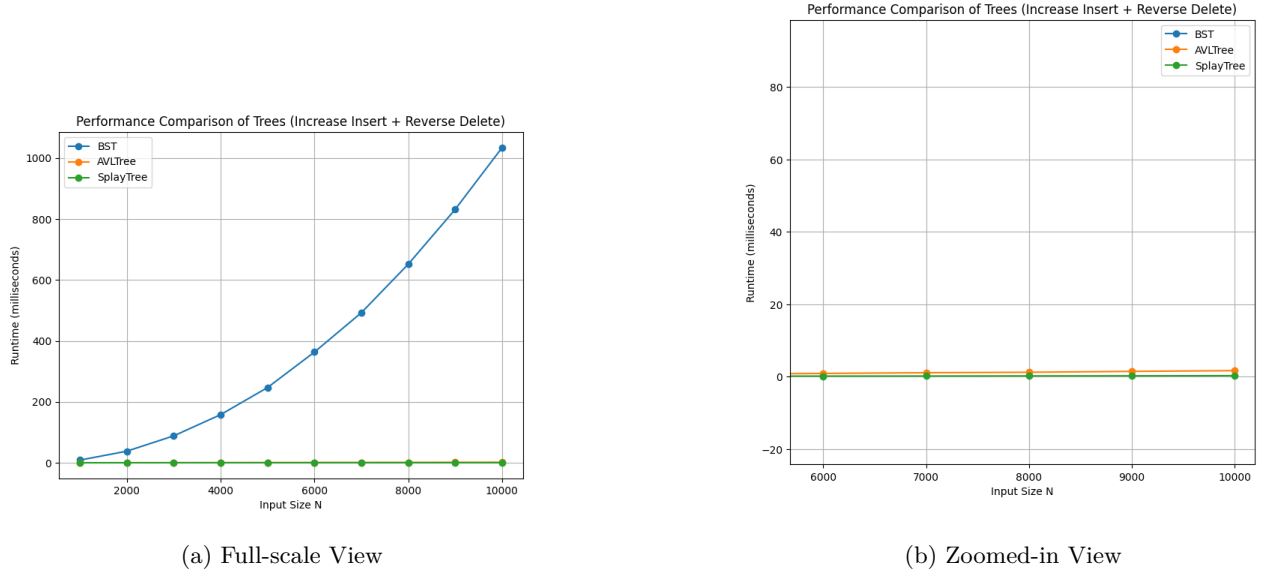 Performance Comparison of Trees (Increase Insert + Reverse Delete)
BST
AVLTree
SplayTree
1000
800
600
400
200
0
Runtime (milliseconds)
2000
4000
6000
8000
10000
Input Size N
(a) Full-scale View
Performance Comparison of Trees (Increase Insert + Reverse Delete)
BST
AVLTree
SplayTree
80
60
40
20
0
−20
Runtime (milliseconds)
6000
7000
8000
9000
10000
Input Size N
(b) Zoomed-in View